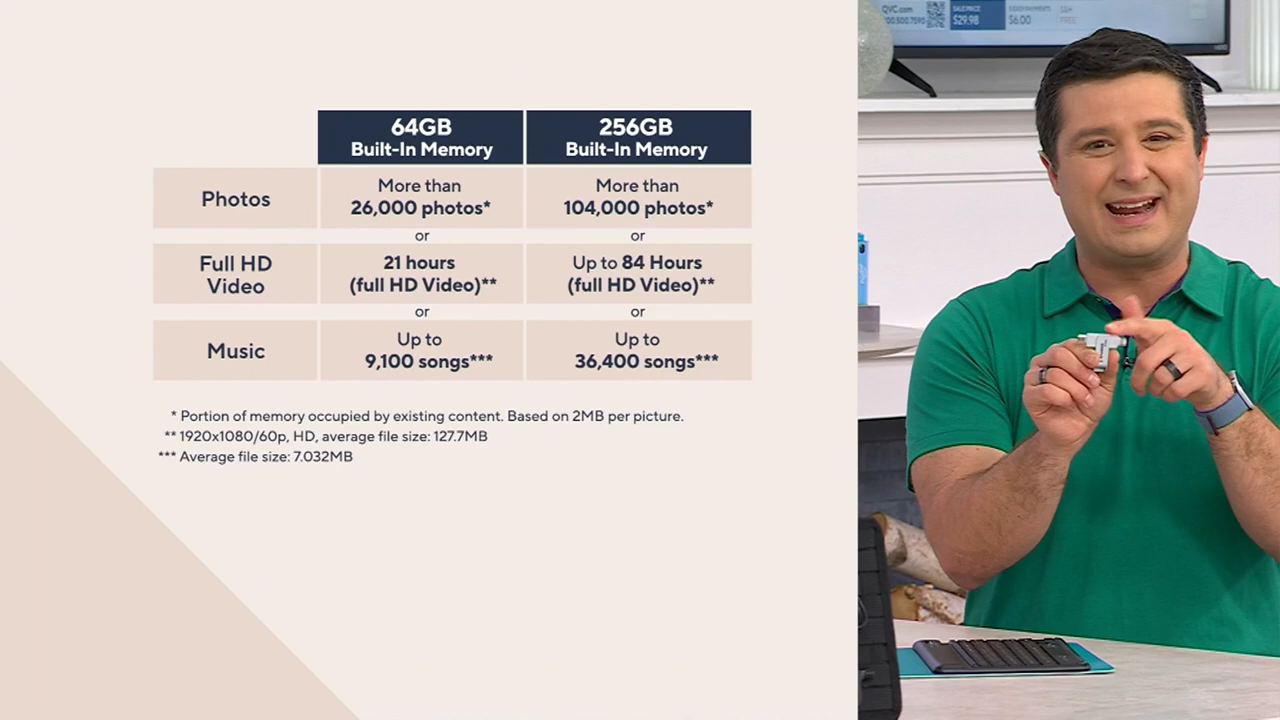 QVC.com
SALE PRICE
$29.98
$6.00
S&H
FREE
64GB
Built-In Memory
256GB
Built-In Memory
Photos
More than
26,000 photos*
More than
104,000 photos*
or
or
Full HD
Video
21 hours
(full HD Video)**
Up to 84 Hours
(full HD Video)**
or
or
Music
Up to
9,100 songs***
Up to
36,400 songs***
* Portion of memory occupied by existing content. Based on 2MB per picture.
** 1920x1080/60p, HD, average file size: 127.7MB
*** Average file size: 7.032MB